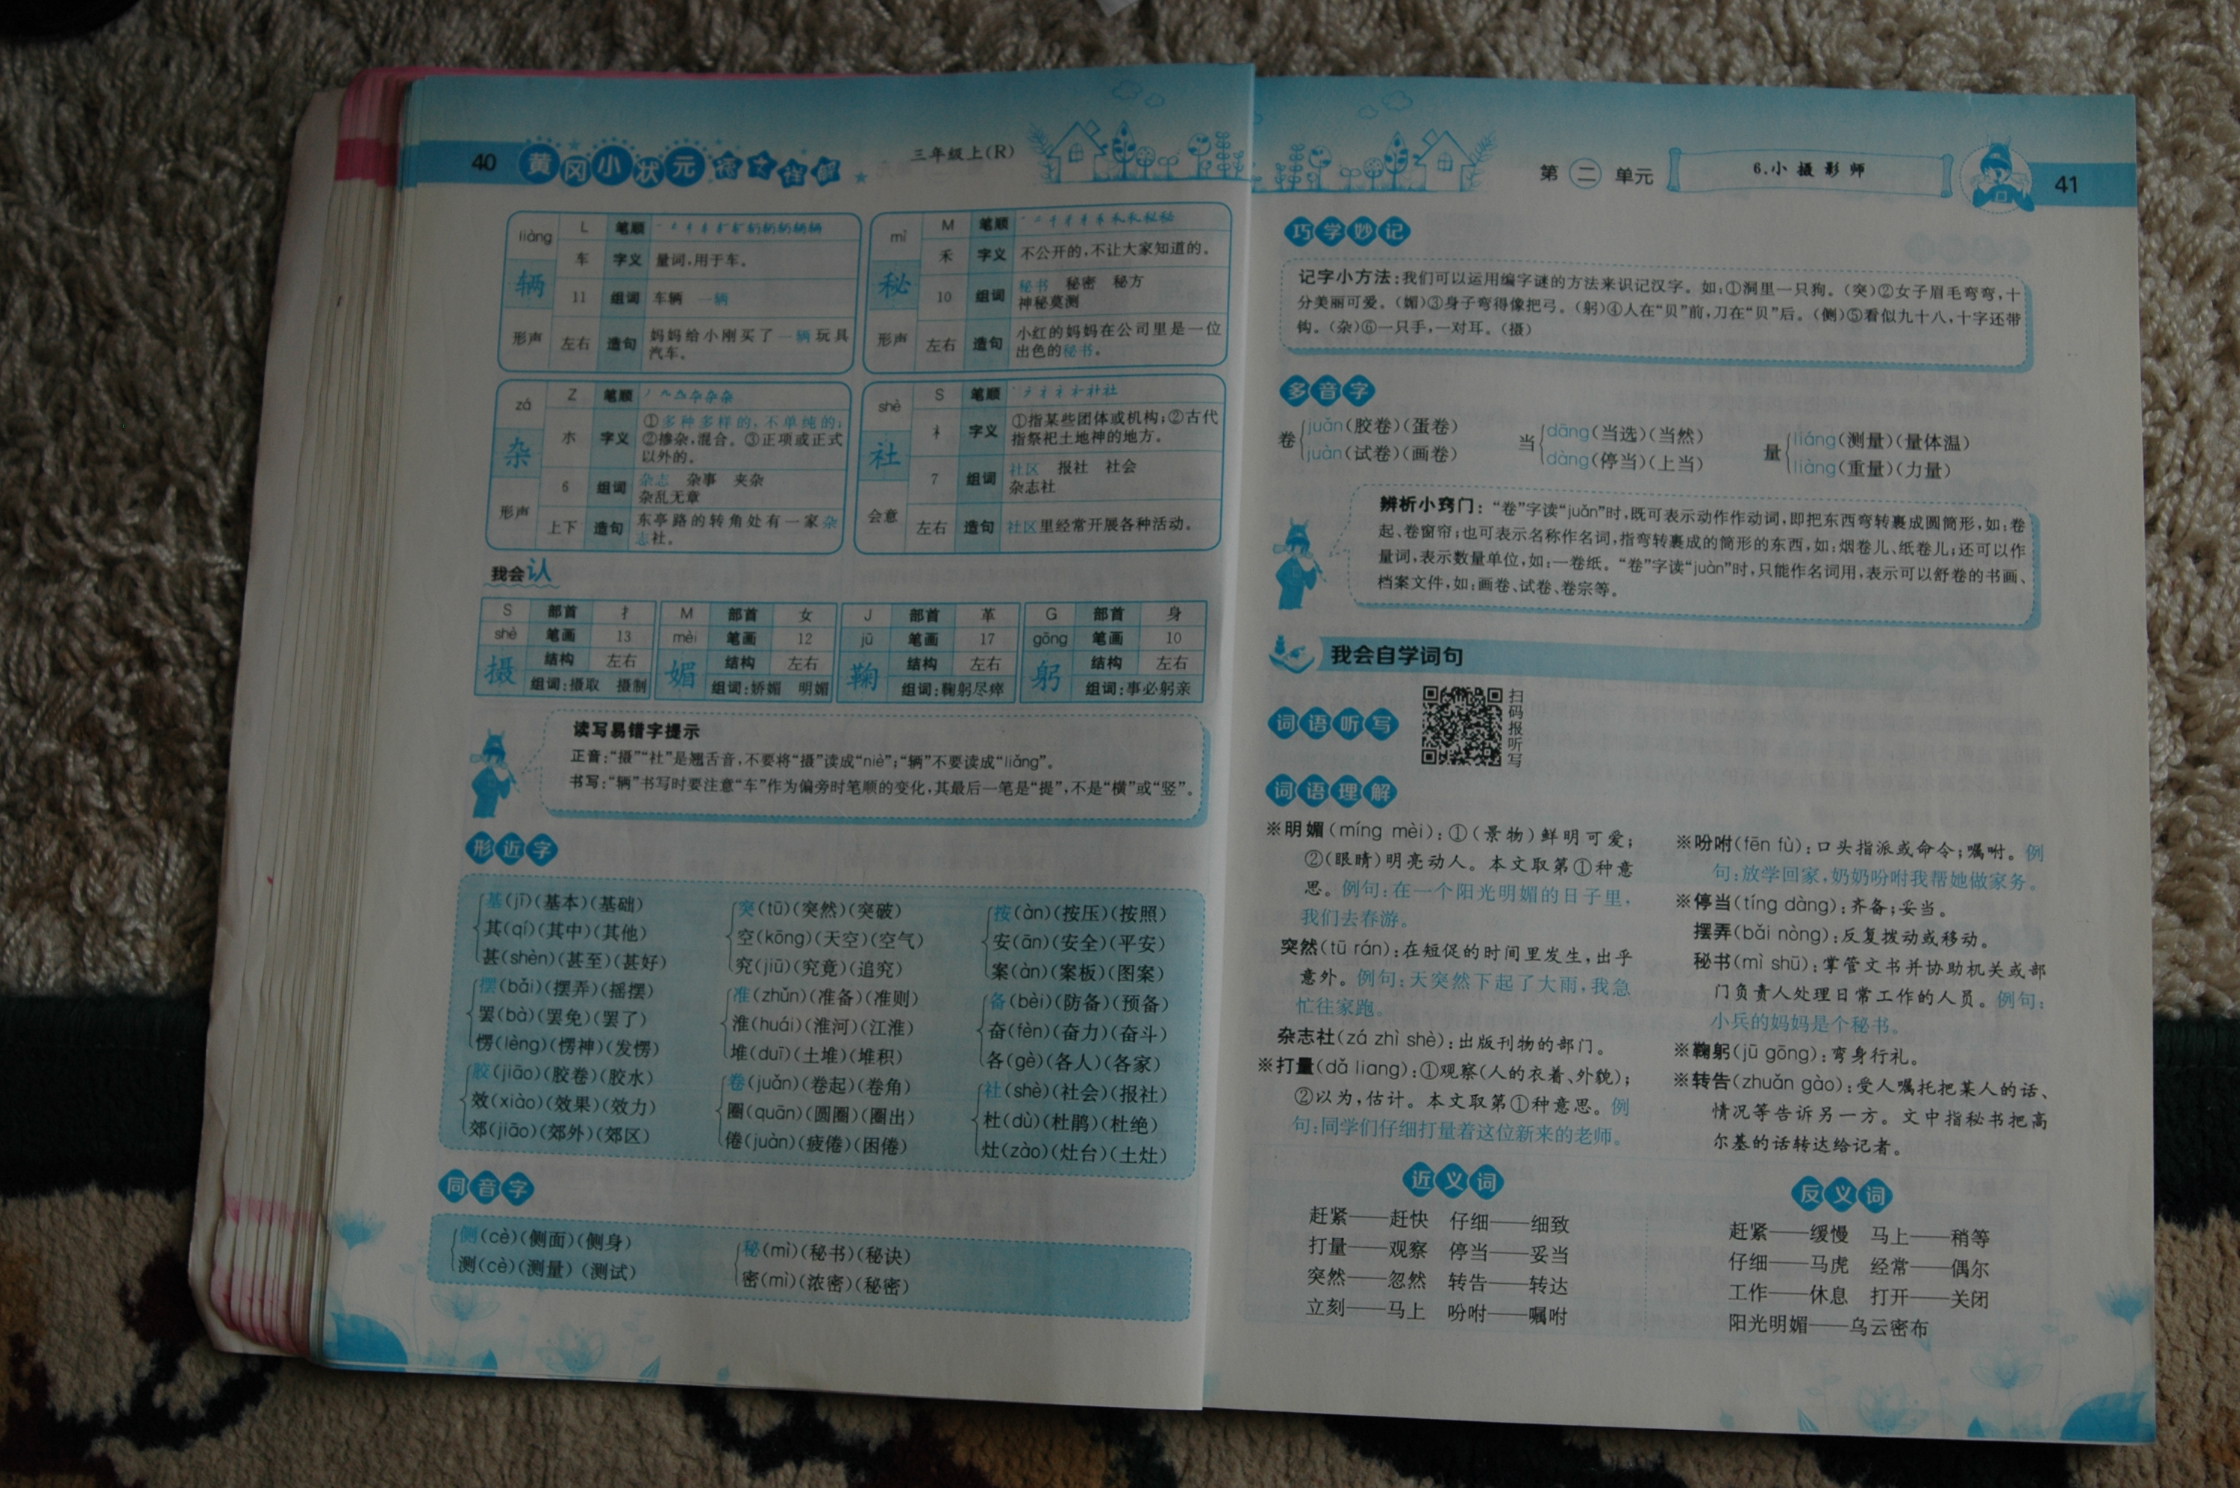 40 黄冈小状元 三年级上(R)
liàng L 笔顺
车 字义 量词,用于车。
辆 11 组词 车辆 一辆
形声 左右 造句 妈妈给小刚买了一辆玩具
汽车。
mì M 笔顺
禾 字义 不公开的,不让大家知道的。
秘 10 组词 秘书 秘密 秘方
神秘莫测
形声 左右 造句 小红的妈妈在公司里是一位
出色的秘书。
zá Z 笔顺
木 字义 ①多种多样的,不单纯的;
②掺杂,混合。③正项或正式
以外的。
杂 6 组词 杂志 杂事 夹杂
杂乱无章
形声 上下 造句 东亭路的转角处有一家杂
志社。
shè S 笔顺
礻 字义 ①指某些团体或机构;②古代
指祭祀土地神的地方。
社 7 组词 社区 报社 社会
杂志社
会意 左右 造句 社区里经常开展各种活动。
我会认
S 部首 扌 M 部首 女 J 部首 革 G 部首 身
shè 笔画 13 mèi 笔画 12 jū 笔画 17 gōng 笔画 10
摄 结构 左右 媚 结构 左右 鞠 结构 左右 躬 结构 左右
组词:摄取 摄制 组词:娇媚 明媚 组词:鞠躬尽瘁 组词:事必躬亲
读写易错字提示
正音:“摄”“社”是翘舌音,不要将“摄”读成“niè”;“辆”不要读成“liǎng”。
书写:“辆”书写时要注意“车”作为偏旁时笔顺的变化,其最后一笔是“提”,不是“横”或“竖”。
形近字
基(jī)(基本)(基础) 突(tū)(突然)(突破) 按(àn)(按压)(按照)
其(qí)(其中)(其他) 空(kōng)(天空)(空气) 安(ān)(安全)(平安)
甚(shèn)(甚至)(甚好) 究(jiū)(究竟)(追究) 案(àn)(案板)(图案)
摆(bǎi)(摆弄)(摇摆) 准(zhǔn)(准备)(准则) 备(bèi)(防备)(预备)
罢(bà)(罢免)(罢了) 淮(huái)(淮河)(江淮) 奋(fèn)(奋力)(奋斗)
愣(lèng)(愣神)(发愣) 堆(duī)(土堆)(堆积) 各(gè)(各人)(各家)
胶(jiāo)(胶卷)(胶水) 卷(juǎn)(卷起)(卷角) 社(shè)(社会)(报社)
效(xiào)(效果)(效力) 圈(quān)(圆圈)(圈出) 杜(dù)(杜鹃)(杜绝)
郊(jiāo)(郊外)(郊区) 倦(juàn)(疲倦)(困倦) 灶(zào)(灶台)(土灶)
同音字
侧(cè)(侧面)(侧身) 秘(mì)(秘书)(秘诀)
测(cè)(测量)(测试) 密(mì)(浓密)(秘密)
第二单元 6.小摄影师 41
巧学妙记
记字小方法:我们可以运用编字谜的方法来识记汉字。如:①洞里一只狗。(突)②女子眉毛弯弯,十
分美丽可爱。(媚)③身子弯得像把弓。(躬)④人在“贝”前,刀在“贝”后。(侧)⑤看似九十八,十字还带
钩。(杂)⑥一只手,一对耳。(摄)
多音字
卷 juǎn(胶卷)(蛋卷) 当 dāng(当选)(当然) 量 liáng(测量)(量体温)
juàn(试卷)(画卷) dàng(停当)(上当) liàng(重量)(力量)
辨析小窍门:“卷”字读“juǎn”时,既可表示动作作动词,即把东西弯转裹成圆筒形,如:卷
起、卷窗帘;也可表示名称作名词,指弯转裹成的筒形的东西,如:烟卷儿、纸卷儿;还可以作
量词,表示数量单位,如:一卷纸。“卷”字读“juàn”时,只能作名词用,表示可以舒卷的书画、
档案文件,如:画卷、试卷、卷宗等。
我会自学词句
词语听写
扫
码
报
听
写
词语理解
※明媚(míng mèi):①(景物)鲜明可爱;
②(眼睛)明亮动人。本文取第①种意
思。例句:在一个阳光明媚的日子里,
我们去春游。
突然(tū rán):在短促的时间里发生,出乎
意外。例句:天突然下起了大雨,我急
忙往家跑。
杂志社(zá zhì shè):出版刊物的部门。
※打量(dǎ liang):①观察(人的衣着、外貌);
②以为,估计。本文取第①种意思。例
句:同学们仔细打量着这位新来的老师。
※吩咐(fēn fù):口头指派或命令;嘱咐。例
句:放学回家,奶奶吩咐我帮她做家务。
※停当(tíng dàng):齐备;妥当。
摆弄(bǎi nòng):反复拨动或移动。
秘书(mì shū):掌管文书并协助机关或部
门负责人处理日常工作的人员。例句:
小兵的妈妈是个秘书。
※鞠躬(jū gōng):弯身行礼。
※转告(zhuǎn gào):受人嘱托把某人的话、
情况等告诉另一方。文中指秘书把高
尔基的话转达给记者。
近义词
赶紧——赶快 仔细——细致
打量——观察 停当——妥当
突然——忽然 转告——转达
立刻——马上 吩咐——嘱咐
反义词
赶紧——缓慢 马上——稍等
仔细——马虎 经常——偶尔
工作——休息 打开——关闭
阳光明媚——乌云密布